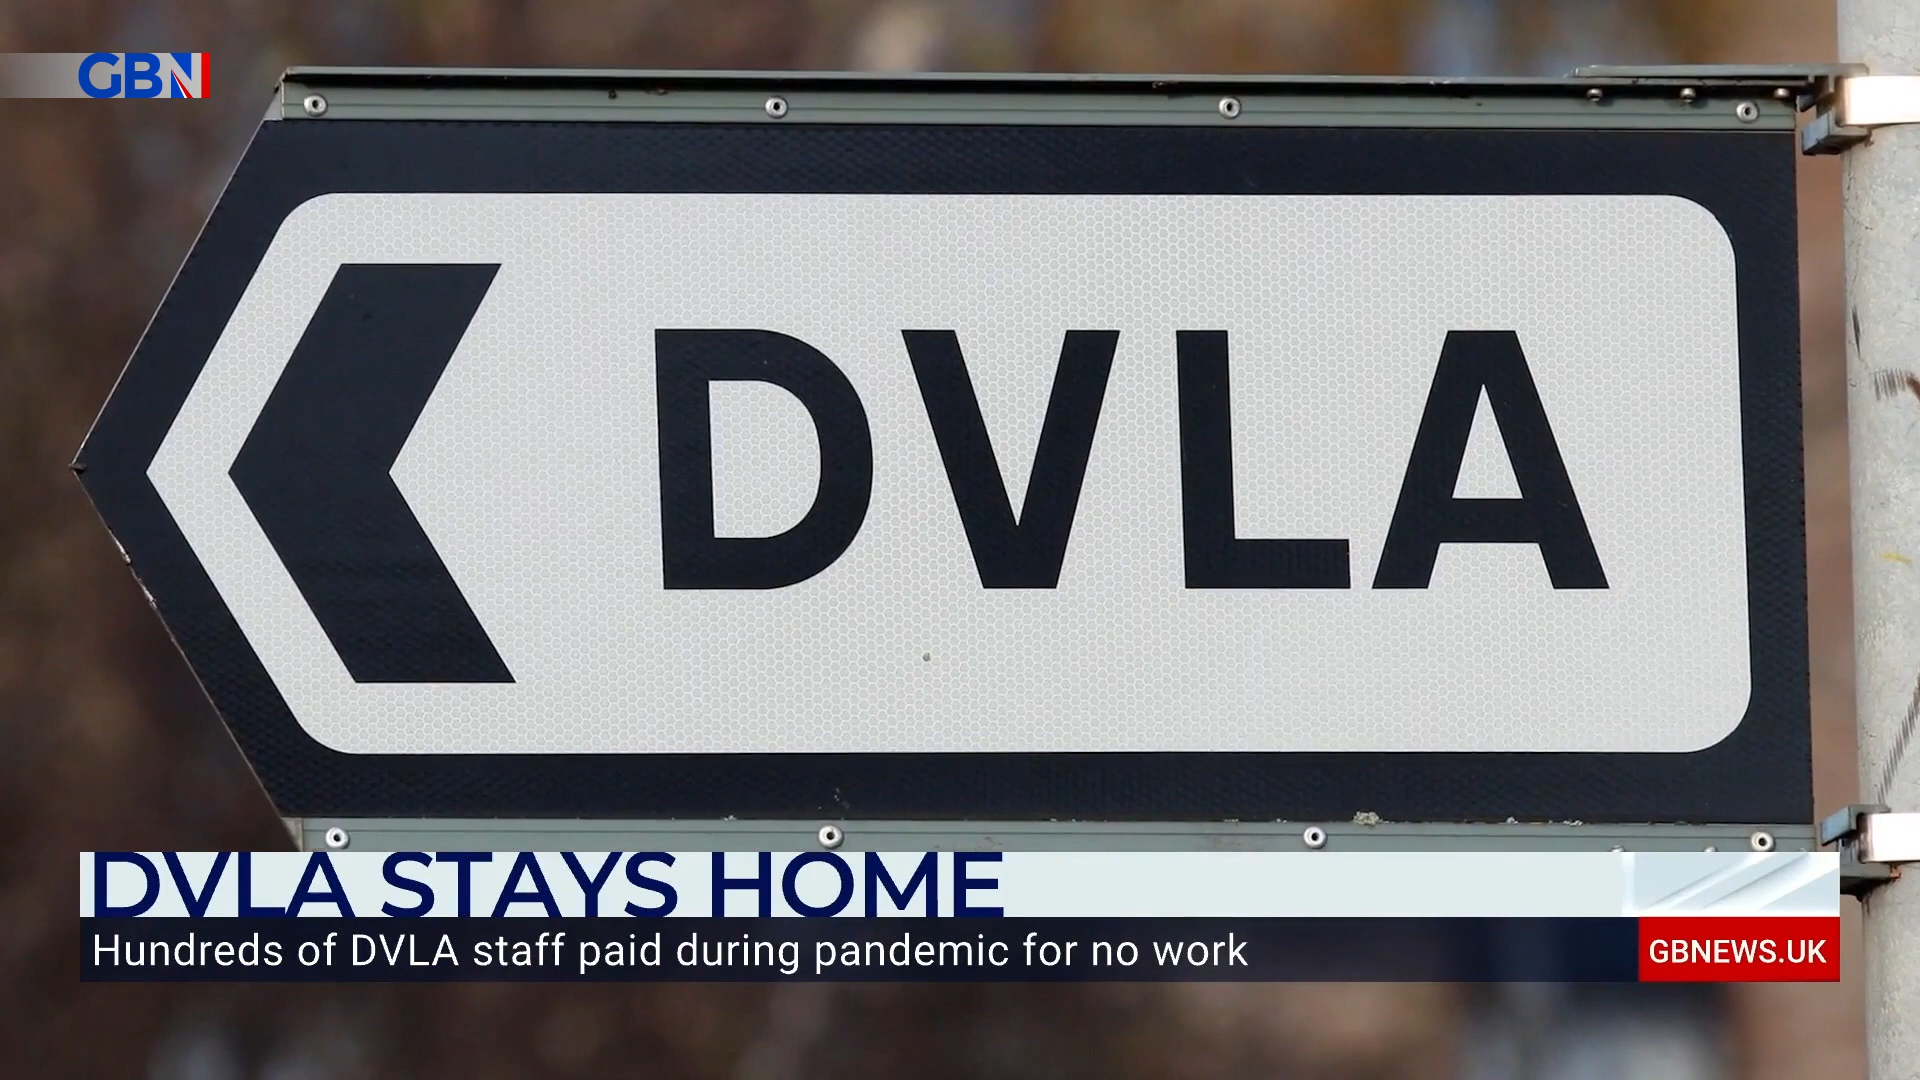 GBN
DVLA
DVLA STAYS HOME
Hundreds of DVLA staff paid during pandemic for no work
GBNEWS.UK